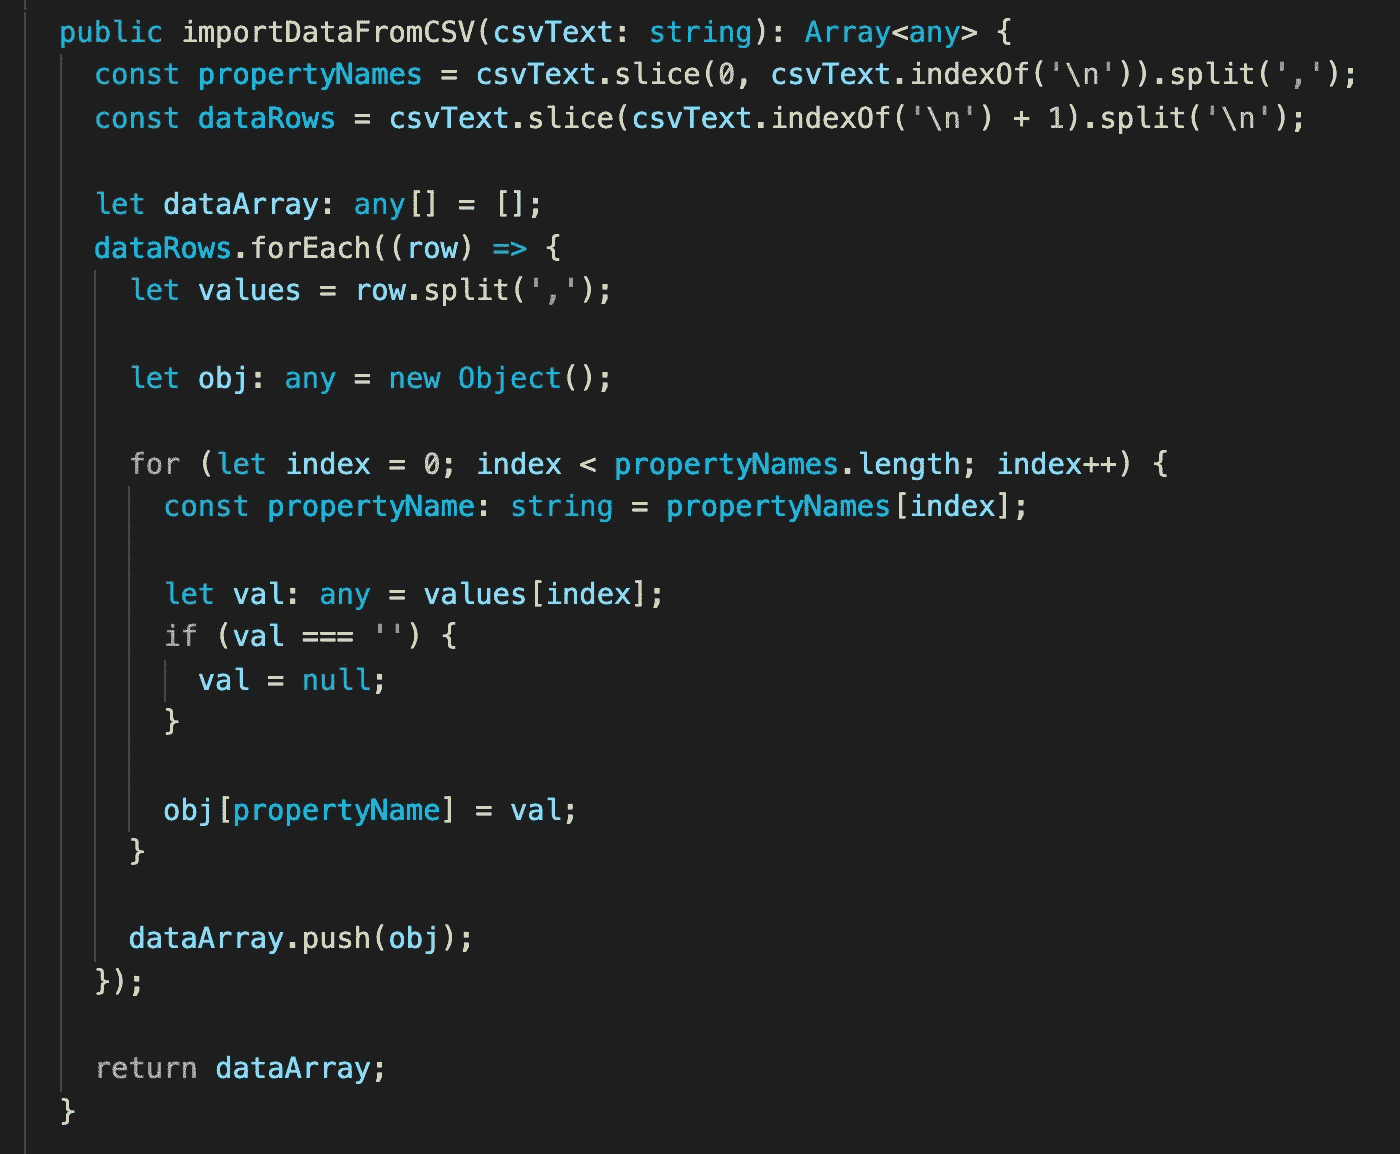 public importDataFromCSV(csvText: string): Array<any> {
const propertyNames = csvText.slice(0, csvText.indexOf('\n')).split(',');
const dataRows = csvText.slice(csvText.indexOf('\n') + 1).split('\n');
let dataArray: any[] = [];
dataRows.forEach((row) => {
let values = row.split(',');
let obj: any = new Object();
for (let index = 0; index < propertyNames.length; index++) {
const propertyName: string = propertyNames[index];
let val: any = values[index];
if (val === '') {
val = null;
}
obj[propertyName] = val;
}
dataArray.push(obj);
});
return dataArray;
}